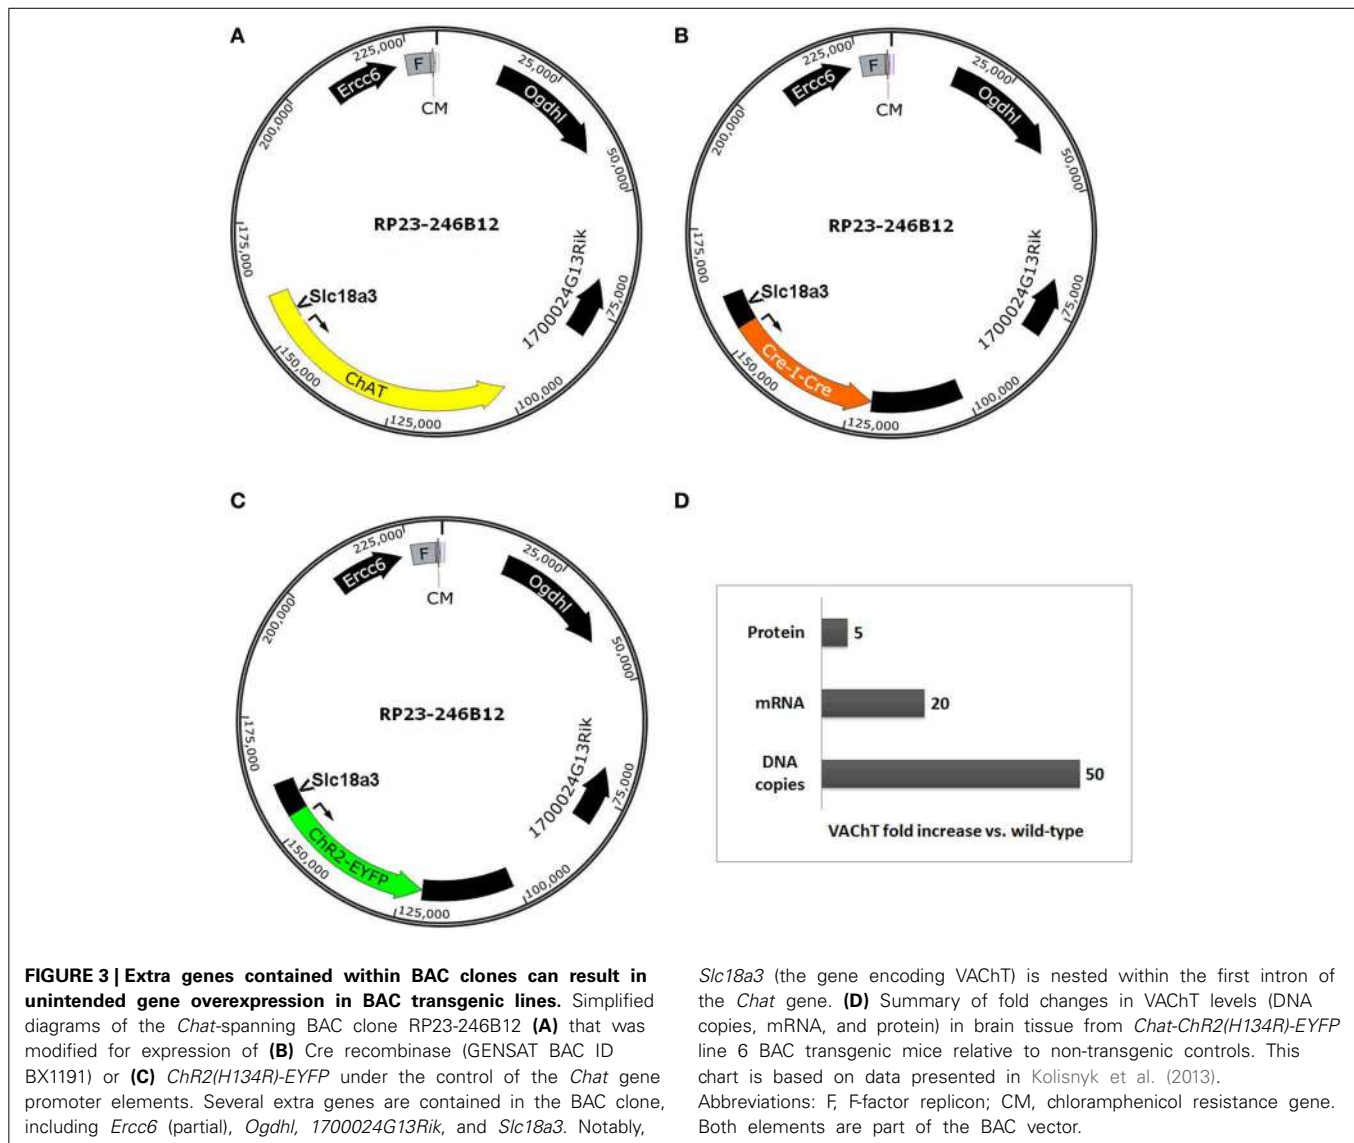 A
225,000
F
25,000
Ercc6
Ogdhl
CM
200,000
50,000
RP23-246B12
175,000
1700024G13Rik
Slc18a3
75,000
150,000
ChAT
100,000
125,000
B
225,000
F
25,000
Ercc6
Ogdhl
CM
200,000
50,000
RP23-246B12
175,000
1700024G13Rik
Slc18a3
75,000
150,000
Cre-1-Cre
100,000
125,000
C
225,000
F
25,000
Ercc6
Ogdhl
CM
200,000
50,000
RP23-246B12
175,000
1700024G13Rik
Slc18a3
75,000
150,000
ChR2-EYFP
100,000
125,000
D
Protein 5
mRNA 20
DNA
copies 50
VAChT fold increase vs. wild-type
FIGURE 3 | Extra genes contained within BAC clones can result in
unintended gene overexpression in BAC transgenic lines. Simplified
diagrams of the Chat-spanning BAC clone RP23-246B12 (A) that was
modified for expression of (B) Cre recombinase (GENSAT BAC ID
BX1191) or (C) ChR2(H134R)-EYFP under the control of the Chat gene
promoter elements. Several extra genes are contained in the BAC clone,
including Ercc6 (partial), Ogdhl, 1700024G13Rik, and Slc18a3. Notably,
Slc18a3 (the gene encoding VAChT) is nested within the first intron of
the Chat gene. (D) Summary of fold changes in VAChT levels (DNA
copies, mRNA, and protein) in brain tissue from Chat-ChR2(H134R)-EYFP
line 6 BAC transgenic mice relative to non-transgenic controls. This
chart is based on data presented in Kolisnyk et al. (2013).
Abbreviations: F, F-factor replicon; CM, chloramphenicol resistance gene.
Both elements are part of the BAC vector.